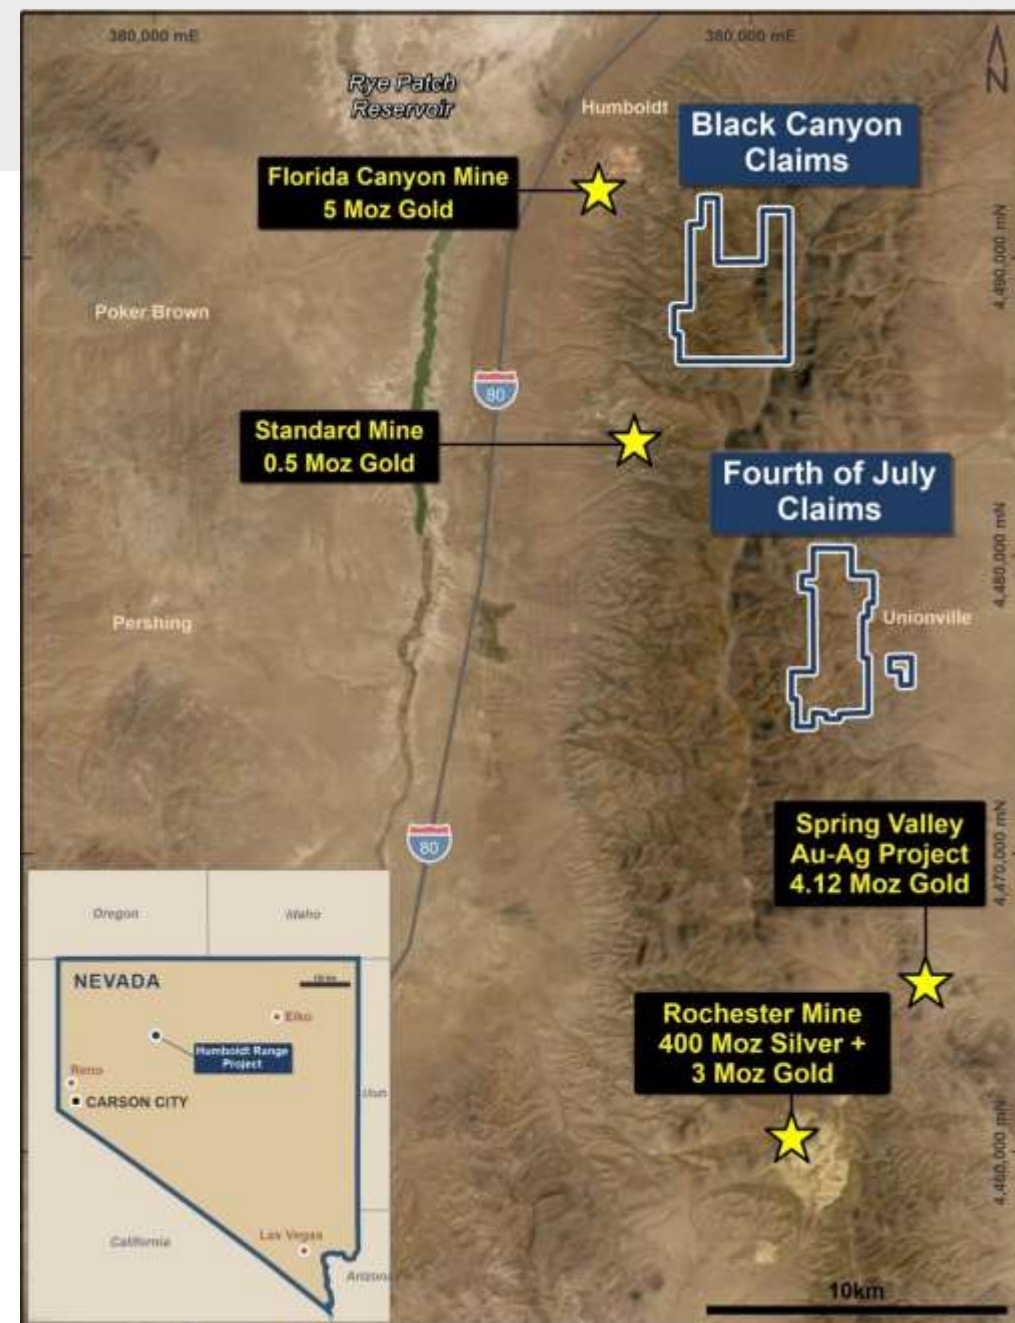 380,000 mE
380,000 mE
N
Rye Patch
Reservoir
Humboldt
Black Canyon
Claims
Florida Canyon Mine
5 Moz Gold
4,490,000 mN
Poker Brown
80
Standard Mine
0.5 Moz Gold
Fourth of July
Claims
4,480,000 mN
Pershing
Unionville
80
Spring Valley
Au-Ag Project
4.12 Moz Gold
4,470,000 mN
Oregon
Idaho
NEVADA
Elko
Humboldt Range
Project
Reno
CARSON CITY
Utah
Rochester Mine
400 Moz Silver +
3 Moz Gold
4,460,000 mN
California
Las Vegas
Arizona
10km